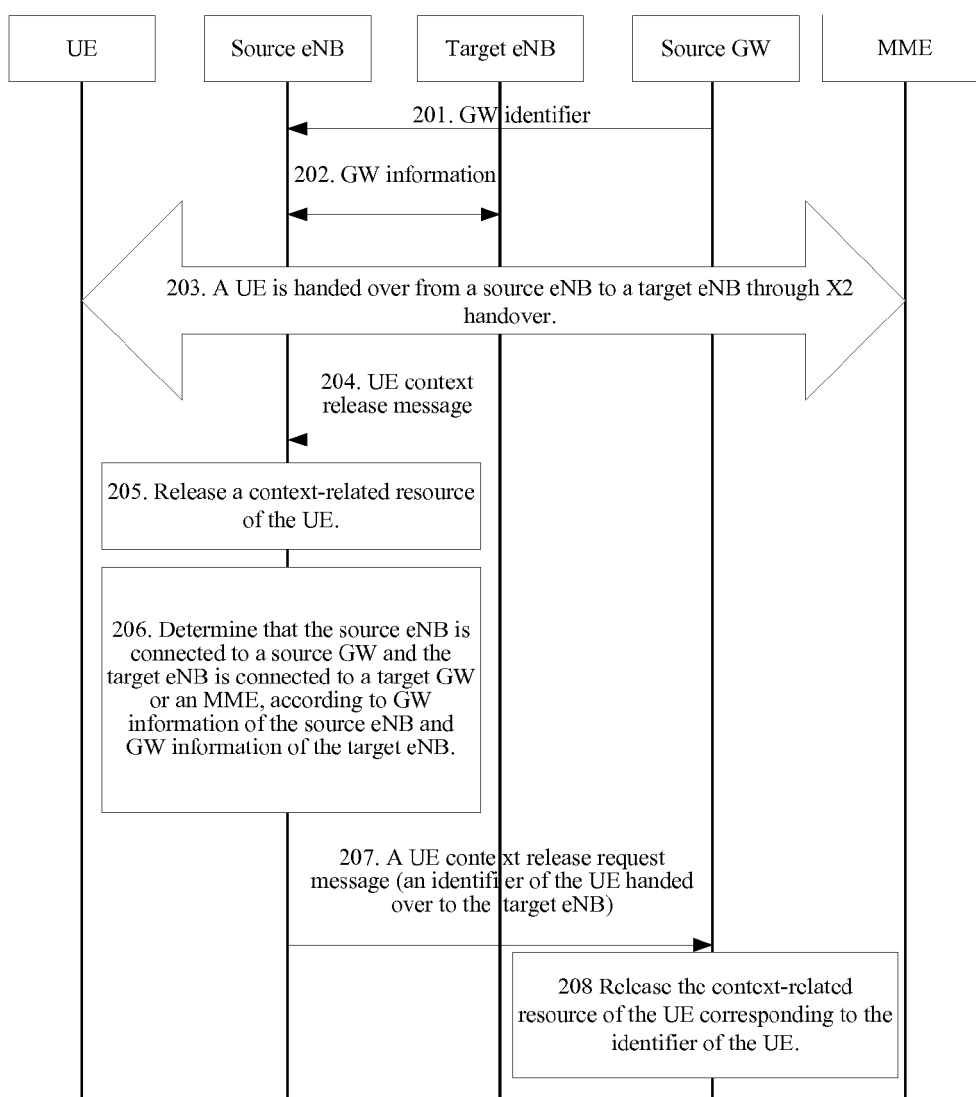 UE
Source eNB
Target eNB
Source GW
MME
201. GW identifier
202. GW information
203. A UE is handed over from a source eNB to a target eNB through X2
handover.
204. UE context
release message
205. Release a context-related resource
of the UE.
206. Determine that the source eNB is
connected to a source GW and the
target eNB is connected to a target GW
or an MME, according to GW
information of the source eNB and
GW information of the target eNB.
207. A UE context release request
message (an identifier of the UE handed
over to the target eNB)
208 Release the context-related
resource of the UE corresponding to the
identifier of the UE.